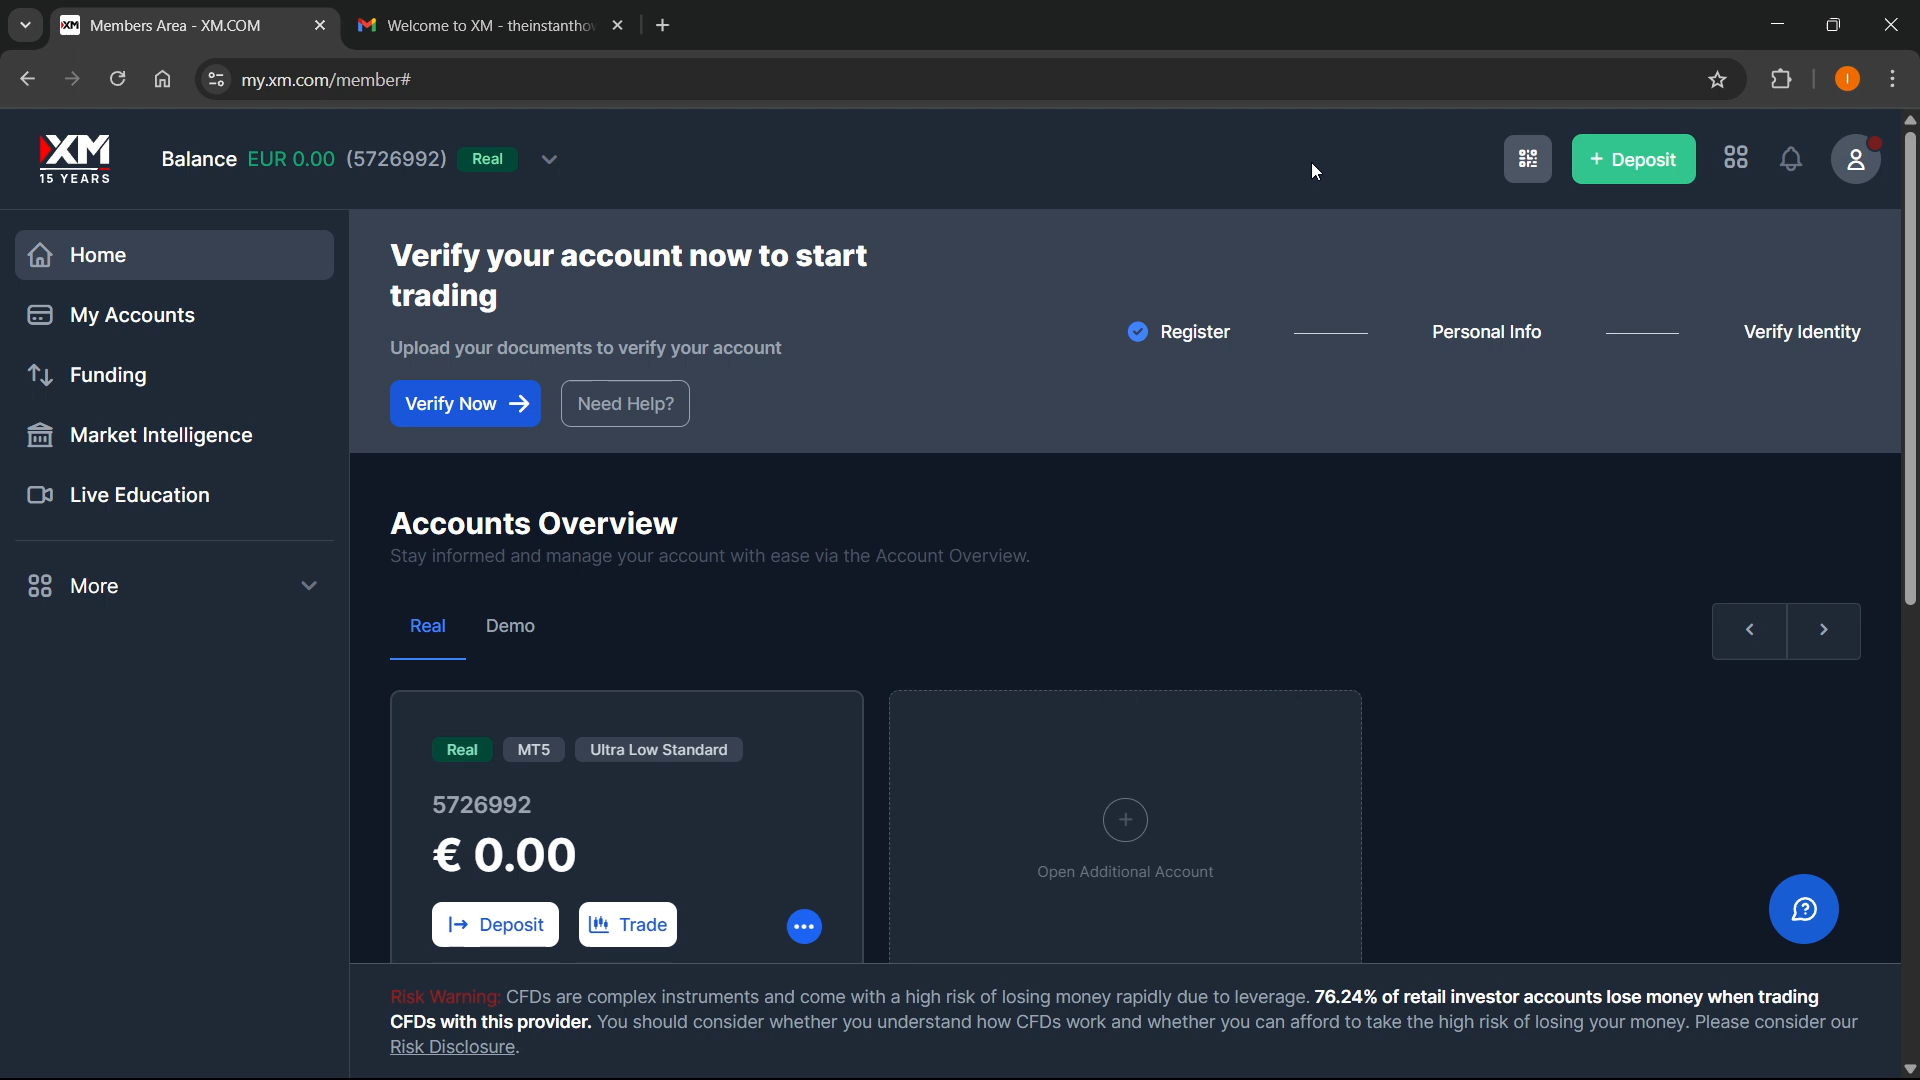 Members Area - XM.COM
Welcome to XM - theinstanthov
my.xm.com/member#
I
XM
15 YEARS
Balance EUR 0.00 (5726992) Real
+ Deposit
Home
My Accounts
Funding
Market Intelligence
Live Education
More
Verify your account now to start
trading
Upload your documents to verify your account
Verify Now
Need Help?
Register
Personal Info
Verify Identity
Accounts Overview
Stay informed and manage your account with ease via the Account Overview.
Real
Demo
Real MT5 Ultra Low Standard
5726992
€ 0.00
Deposit
Trade
Open Additional Account
Risk Warning: CFDs are complex instruments and come with a high risk of losing money rapidly due to leverage. 76.24% of retail investor accounts lose money when trading
CFDs with this provider. You should consider whether you understand how CFDs work and whether you can afford to take the high risk of losing your money. Please consider our
Risk Disclosure.